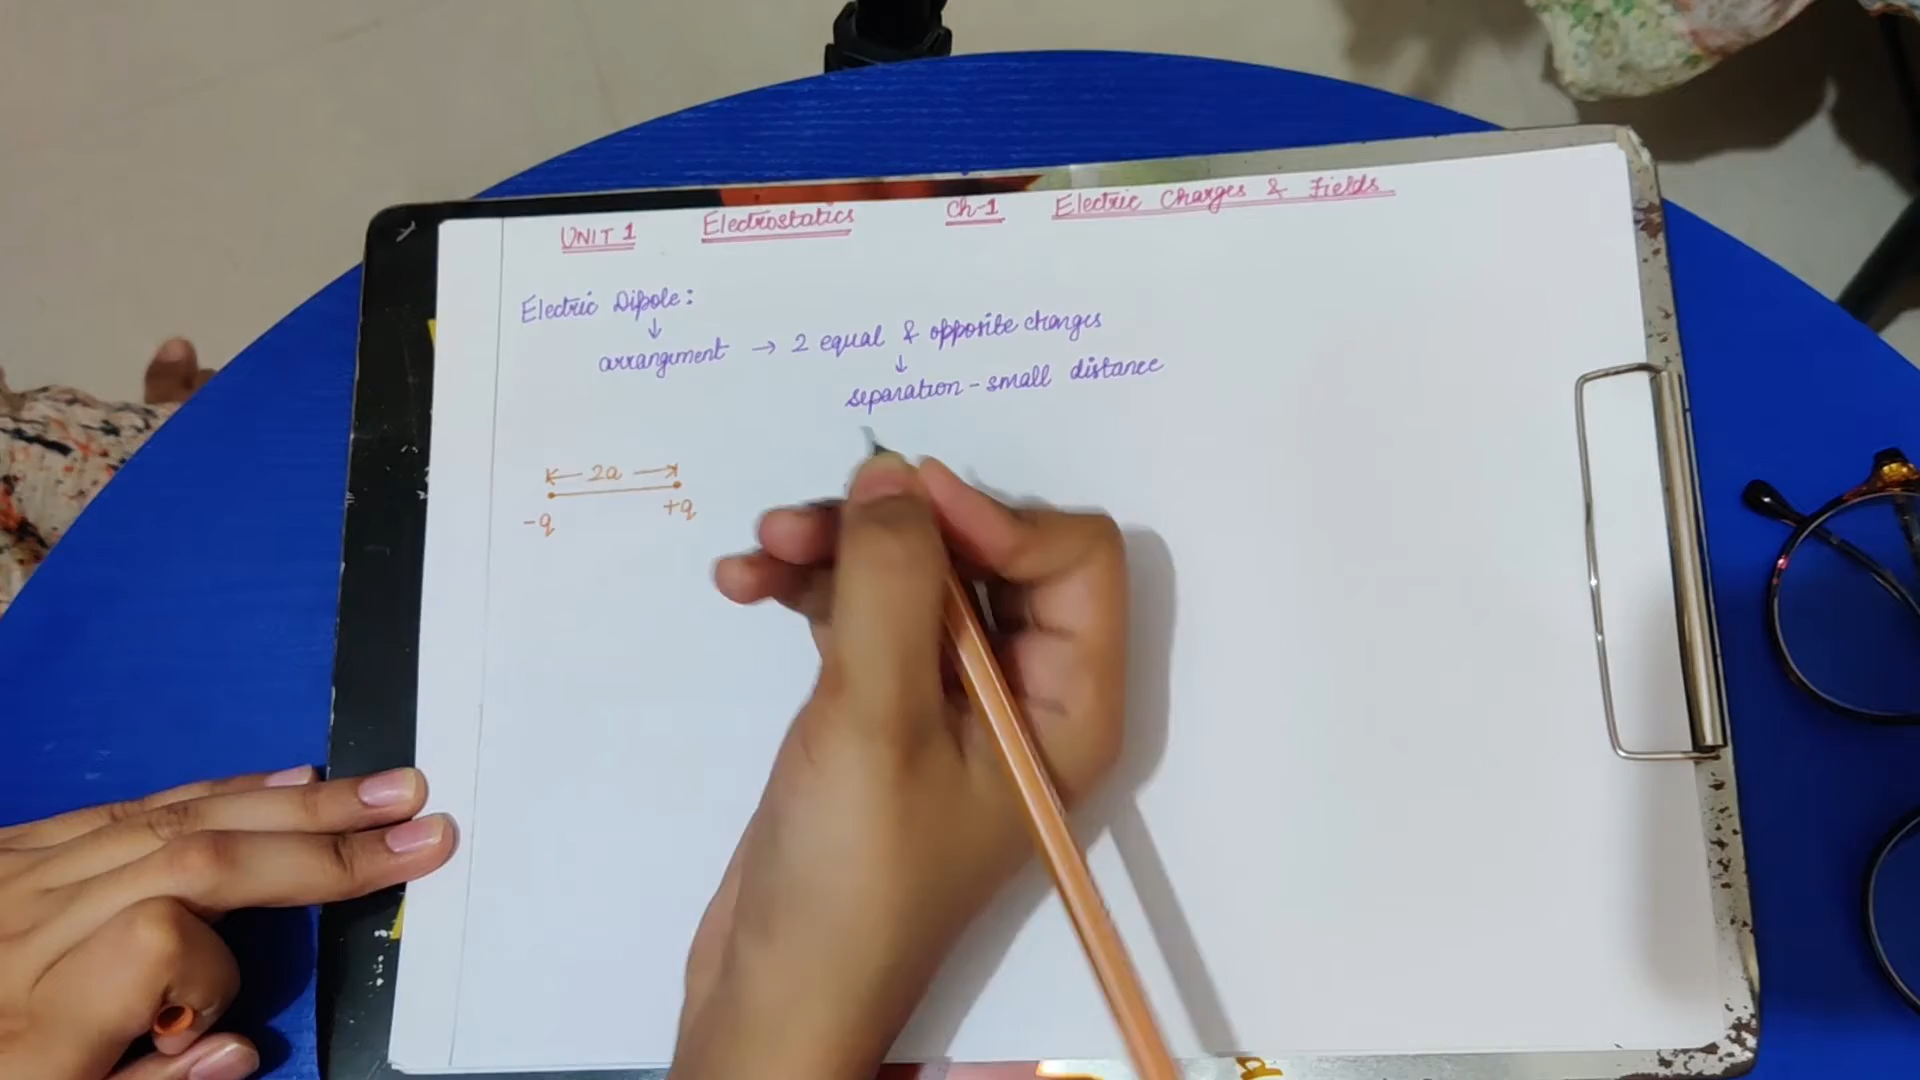 UNIT 1 Electrostatics Ch-1 Electric Charges & Fields
Electric Dipole:
↓
arrangement → 2 equal & opposite charges
↓
separation - small distance
2a
-q +q